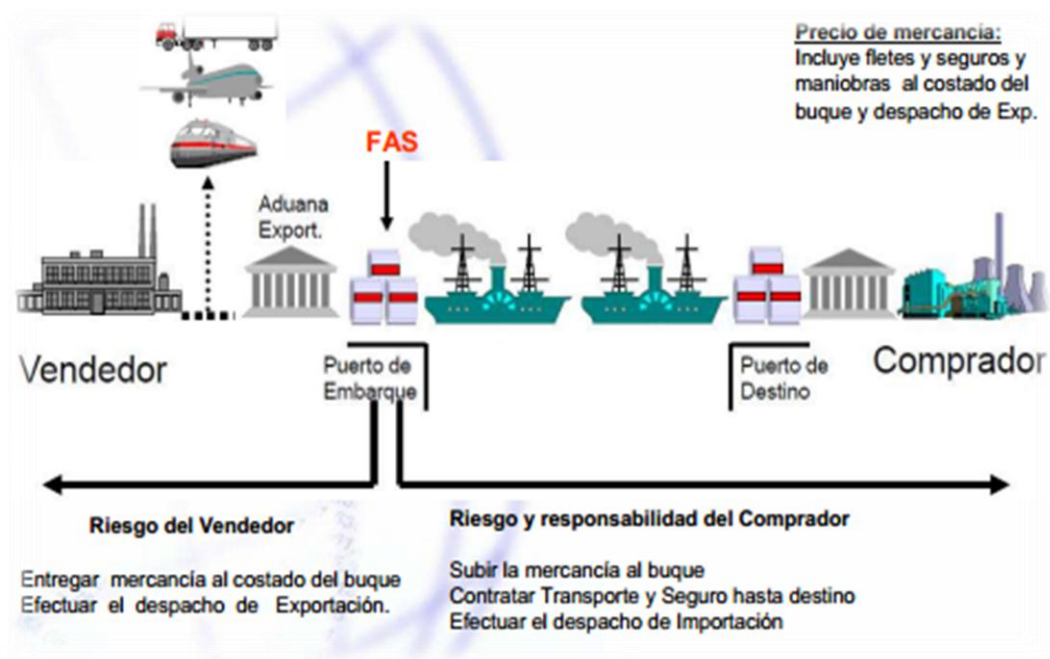 Precio de mercancía:
Incluye fletes y seguros y
maniobras al costado del
buque y despacho de Exp.
FAS
Aduana
Export.
Vendedor
Puerto de
Embarque
Puerto de
Destino
Comprador
Riesgo del Vendedor
Entregar mercancía al costado del buque
Efectuar el despacho de Exportación.
Riesgo y responsabilidad del Comprador
Subir la mercancía al buque
Contratar Transporte y Seguro hasta destino
Efectuar el despacho de Importación